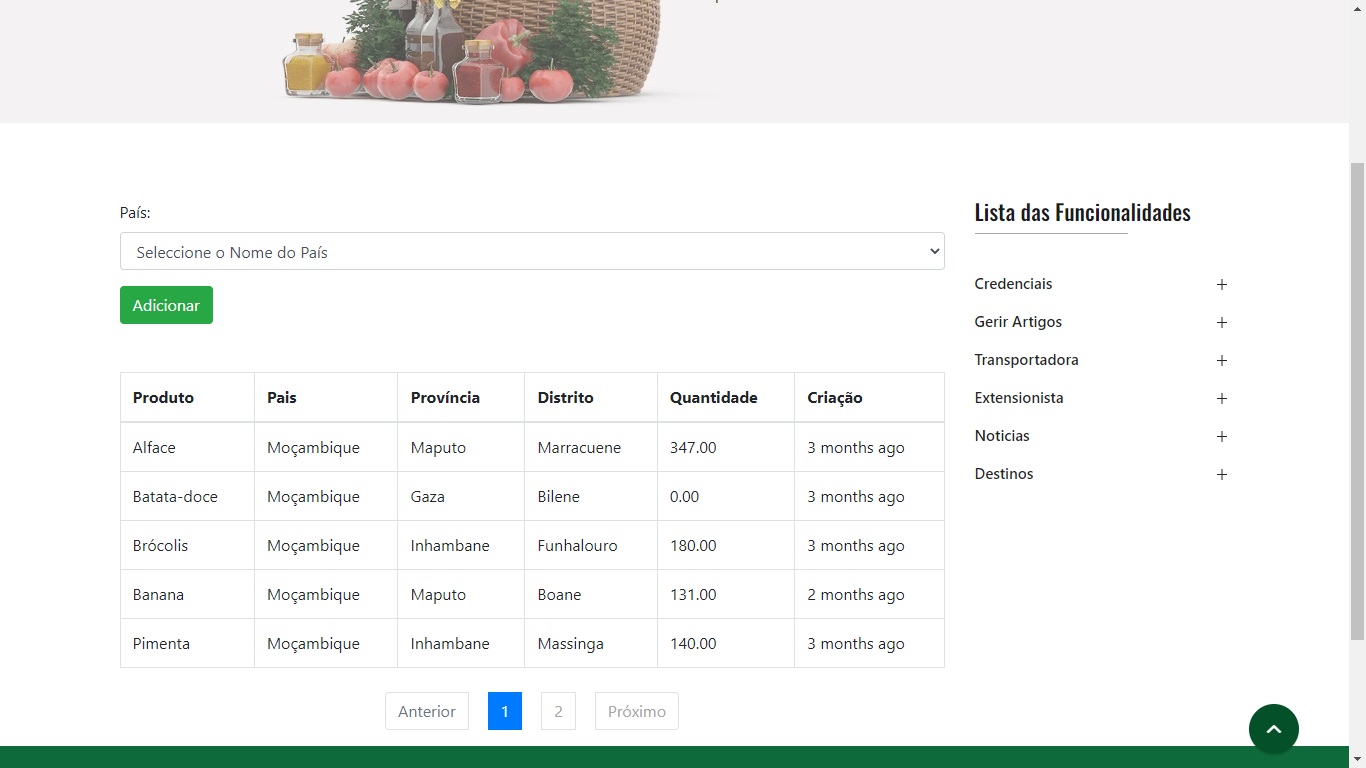 País:
Seleccione o Nome do País
Adicionar
Produto Pais Província Distrito Quantidade Criação
Alface Moçambique Maputo Marracuene 347.00 3 months ago
Batata-doce Moçambique Gaza Bilene 0.00 3 months ago
Brócolis Moçambique Inhambane Funhalouro 180.00 3 months ago
Banana Moçambique Maputo Boane 131.00 2 months ago
Pimenta Moçambique Inhambane Massinga 140.00 3 months ago
Anterior 1 2 Próximo
Lista das Funcionalidades
Credenciais +
Gerir Artigos +
Transportadora +
Extensionista +
Noticias +
Destinos +